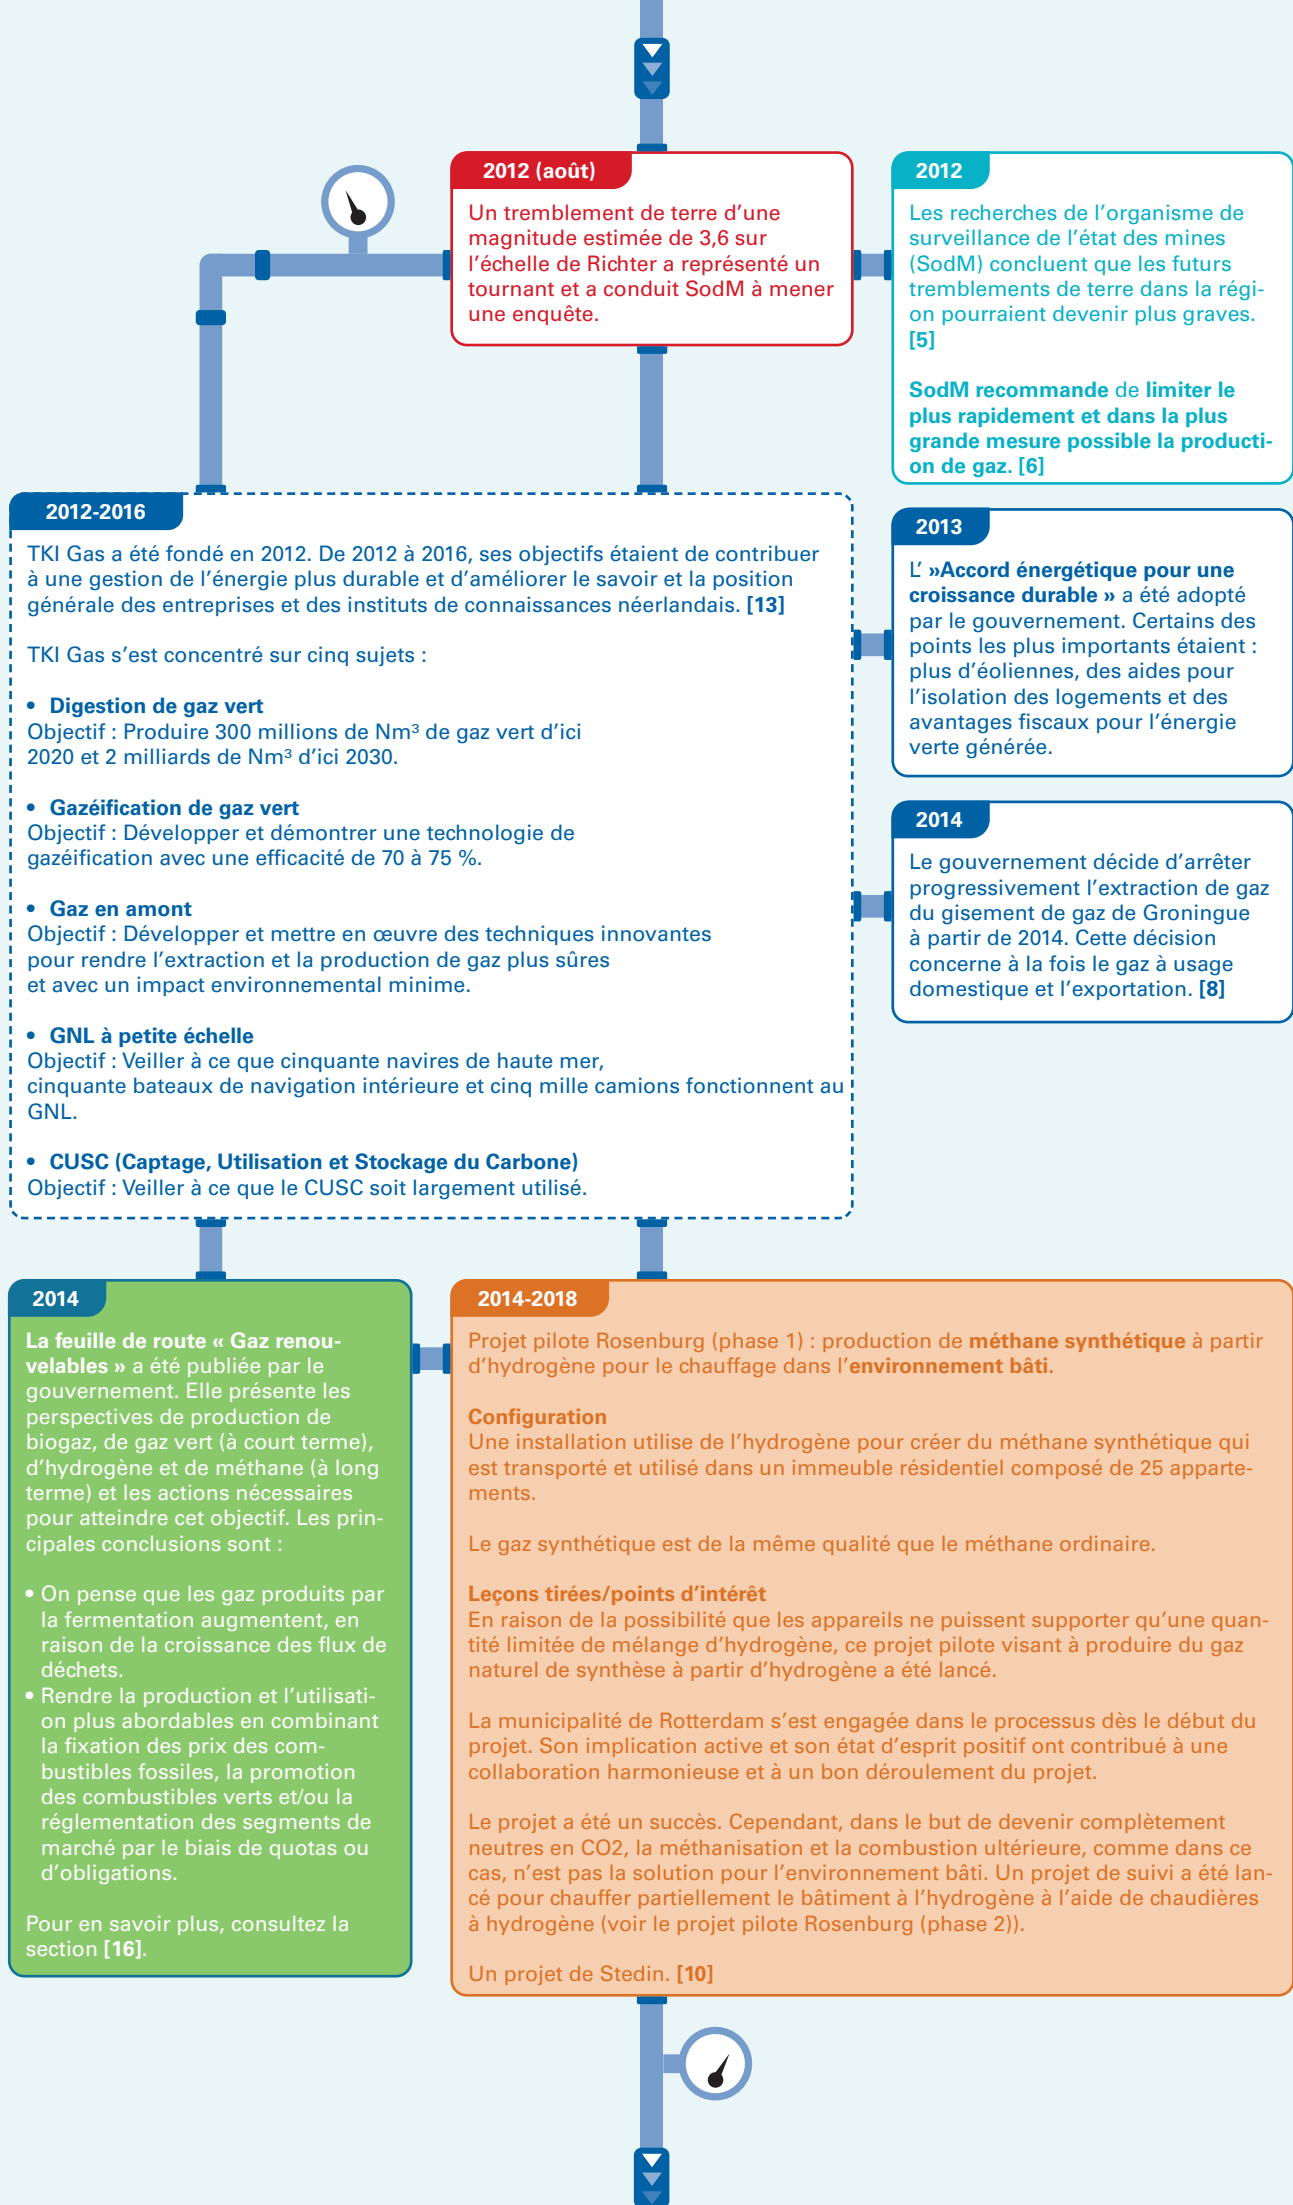 2012 (août)
Un tremblement de terre d’une
magnitude estimée de 3,6 sur
l’échelle de Richter a représenté un
tournant et a conduit SodM à mener
une enquête.
2012
Les recherches de l’organisme de
surveillance de l’état des mines
(SodM) concluent que les futurs
tremblements de terre dans la régi-
on pourraient devenir plus graves.
[5]
SodM recommande de limiter le
plus rapidement et dans la plus
grande mesure possible la producti-
on de gaz. [6]
2012-2016
TKI Gas a été fondé en 2012. De 2012 à 2016, ses objectifs étaient de contribuer
à une gestion de l’énergie plus durable et d’améliorer le savoir et la position
générale des entreprises et des instituts de connaissances néerlandais. [13]
TKI Gas s’est concentré sur cinq sujets :
• Digestion de gaz vert
Objectif : Produire 300 millions de Nm³ de gaz vert d’ici
2020 et 2 milliards de Nm³ d’ici 2030.
• Gazéification de gaz vert
Objectif : Développer et démontrer une technologie de
gazéification avec une efficacité de 70 à 75 %.
• Gaz en amont
Objectif : Développer et mettre en œuvre des techniques innovantes
pour rendre l’extraction et la production de gaz plus sûres
et avec un impact environnemental minime.
• GNL à petite échelle
Objectif : Veiller à ce que cinquante navires de haute mer,
cinquante bateaux de navigation intérieure et cinq mille camions fonctionnent au
GNL.
• CUSC (Captage, Utilisation et Stockage du Carbone)
Objectif : Veiller à ce que le CUSC soit largement utilisé.
2013
L’ »Accord énergétique pour une
croissance durable » a été adopté
par le gouvernement. Certains des
points les plus importants étaient :
plus d’éoliennes, des aides pour
l’isolation des logements et des
avantages fiscaux pour l’énergie
verte générée.
2014
Le gouvernement décide d’arrêter
progressivement l’extraction de gaz
du gisement de gaz de Groningue
à partir de 2014. Cette décision
concerne à la fois le gaz à usage
domestique et l’exportation. [8]
2014
La feuille de route « Gaz renou-
velables » a été publiée par le
gouvernement. Elle présente les
perspectives de production de
biogaz, de gaz vert (à court terme),
d’hydrogène et de méthane (à long
terme) et les actions nécessaires
pour atteindre cet objectif. Les prin-
cipales conclusions sont :
• On pense que les gaz produits par
la fermentation augmentent, en
raison de la croissance des flux de
déchets.
• Rendre la production et l’utilisati-
on plus abordables en combinant
la fixation des prix des com-
bustibles fossiles, la promotion
des combustibles verts et/ou la
réglementation des segments de
marché par le biais de quotas ou
d’obligations.
Pour en savoir plus, consultez la
section [16].
2014-2018
Projet pilote Rosenburg (phase 1) : production de méthane synthétique à partir
d’hydrogène pour le chauffage dans l’environnement bâti.
Configuration
Une installation utilise de l’hydrogène pour créer du méthane synthétique qui
est transporté et utilisé dans un immeuble résidentiel composé de 25 apparte-
ments.
Le gaz synthétique est de la même qualité que le méthane ordinaire.
Leçons tirées/points d’intérêt
En raison de la possibilité que les appareils ne puissent supporter qu’une quan-
tité limitée de mélange d’hydrogène, ce projet pilote visant à produire du gaz
naturel de synthèse à partir d’hydrogène a été lancé.
La municipalité de Rotterdam s’est engagée dans le processus dès le début du
projet. Son implication active et son état d’esprit positif ont contribué à une
collaboration harmonieuse et à un bon déroulement du projet.
Le projet a été un succès. Cependant, dans le but de devenir complètement
neutres en CO2, la méthanisation et la combustion ultérieure, comme dans ce
cas, n’est pas la solution pour l’environnement bâti. Un projet de suivi a été lan-
cé pour chauffer partiellement le bâtiment à l’hydrogène à l’aide de chaudières
à hydrogène (voir le projet pilote Rosenburg (phase 2)).
Un projet de Stedin. [10]